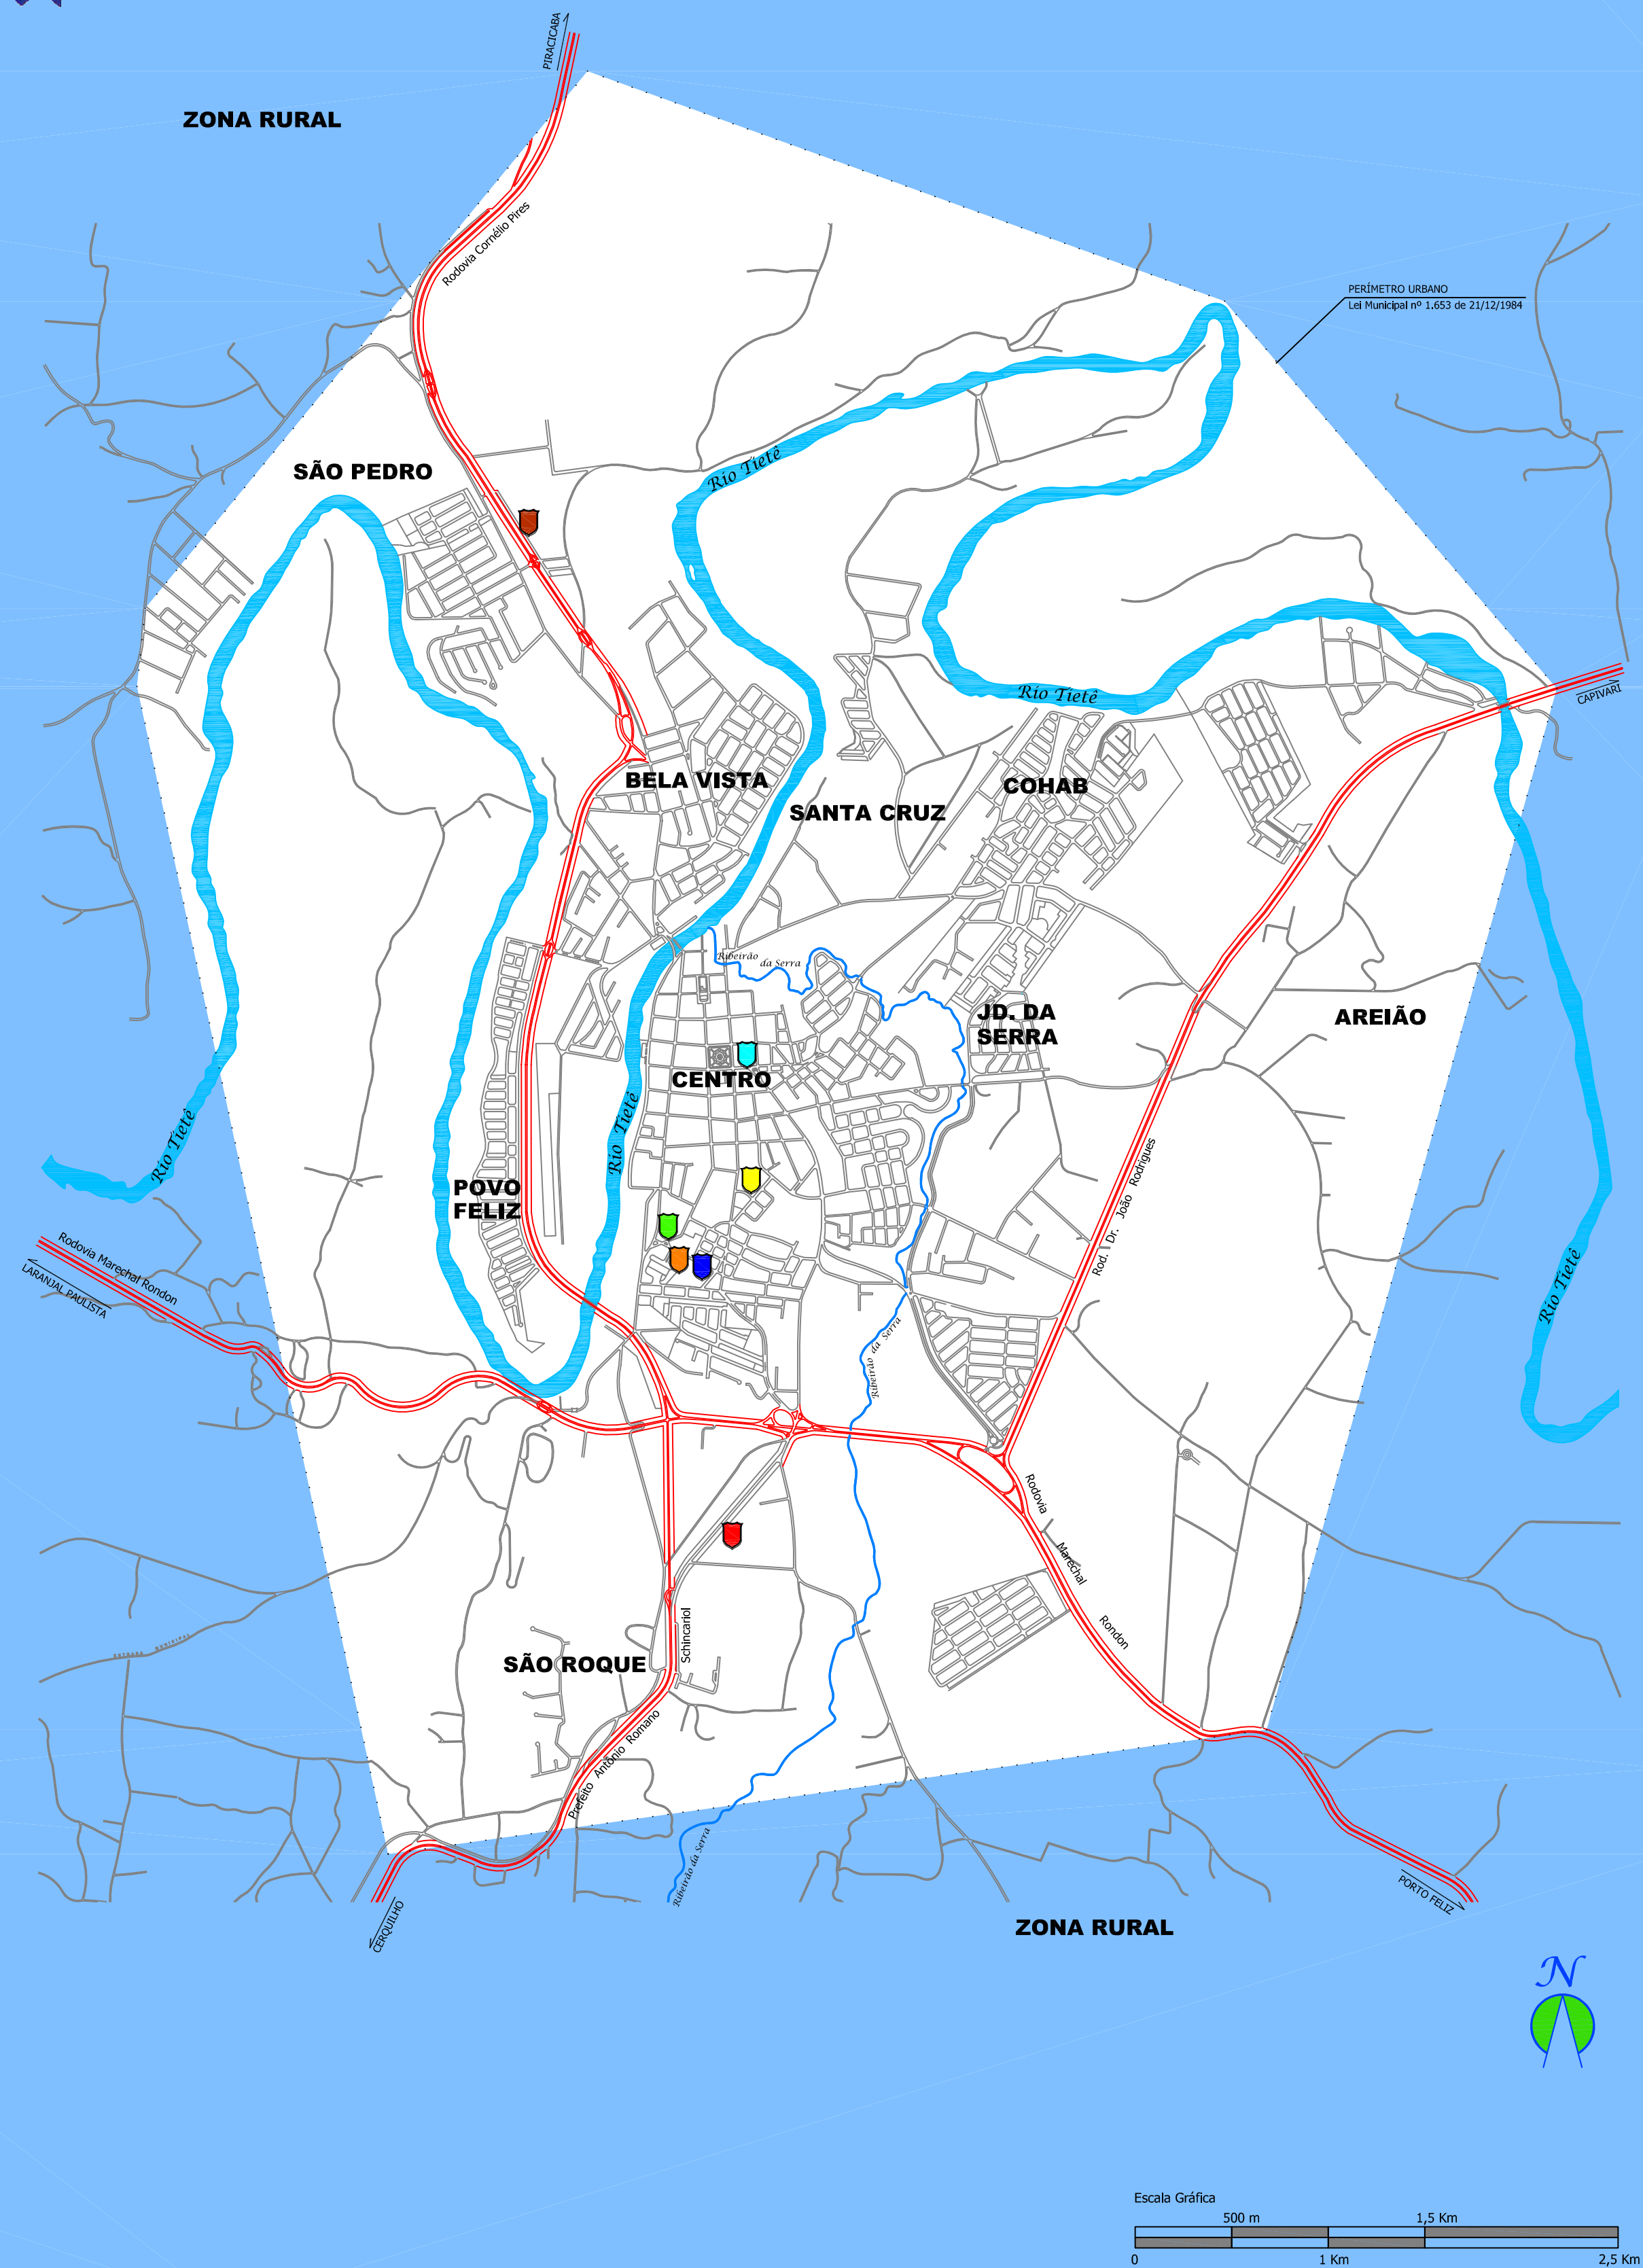 PIRACICABA
ZONA RURAL
Rodovia Cornélio Pires
PERÍMETRO URBANO
Lei Municipal nº 1.653 de 21/12/1984
SÃO PEDRO
Rio Tietê
Rio Tietê
CAPIVARI
BELA VISTA
COHAB
SANTA CRUZ
Ribeirão da Serra
JD. DA
SERRA
AREIÃO
CENTRO
Rio Tietê
Rio Tietê
POVO
FELIZ
Rod. Dr. João Rodrigues
Rodovia Marechal Rondon
LARANJAL PAULISTA
Rio Tietê
Ribeirão da Serra
Rodovia Marechal Rondon
ESTRADA MUNICIPAL
SÃO ROQUE
Prefeito Antônio Romano Schincariol
Ribeirão da Serra
CERQUILHO
PORTO FELIZ
ZONA RURAL
N
Escala Gráfica
500 m 1,5 Km
0 1 Km 2,5 Km